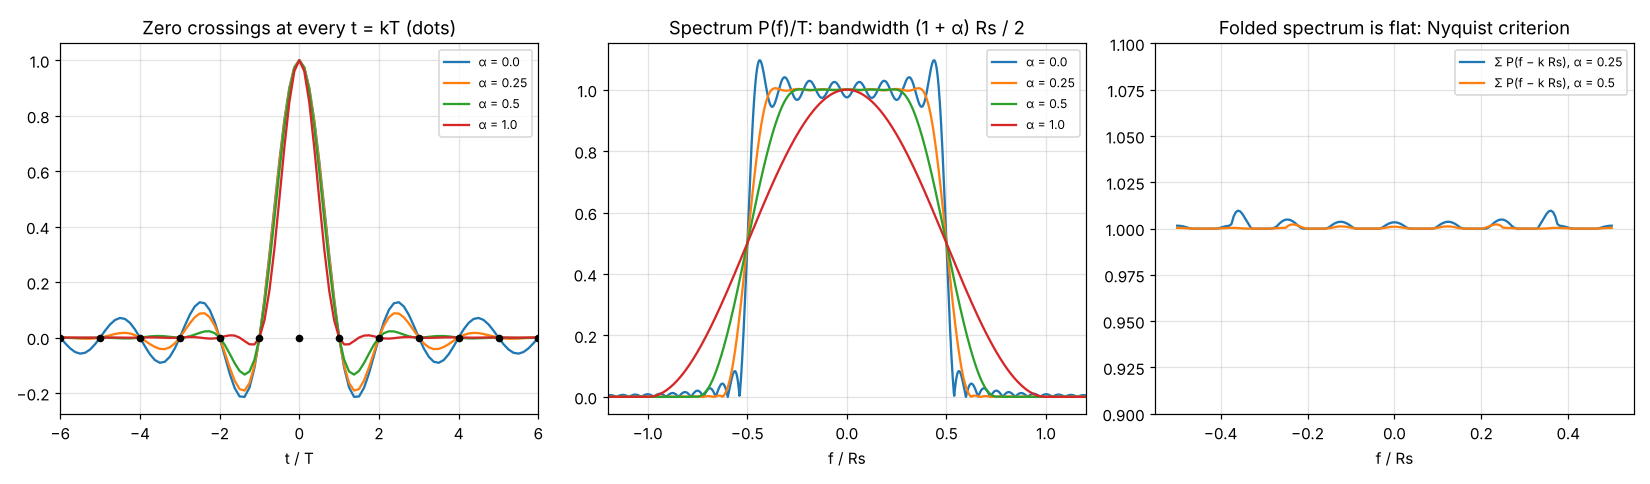 Zero crossings at every t = kT (dots)
α = 0.0
α = 0.25
α = 0.5
α = 1.0
1.0
0.8
0.6
0.4
0.2
0.0
−0.2
−6
−4
−2
0
2
4
6
t / T
Spectrum P(f)/T: bandwidth (1 + α) Rs / 2
α = 0.0
α = 0.25
α = 0.5
α = 1.0
1.0
0.8
0.6
0.4
0.2
0.0
−1.0
−0.5
0.0
0.5
1.0
f / Rs
Folded spectrum is flat: Nyquist criterion
Σ P(f − k Rs), α = 0.25
Σ P(f − k Rs), α = 0.5
1.100
1.075
1.050
1.025
1.000
0.975
0.950
0.925
0.900
−0.4
−0.2
0.0
0.2
0.4
f / Rs